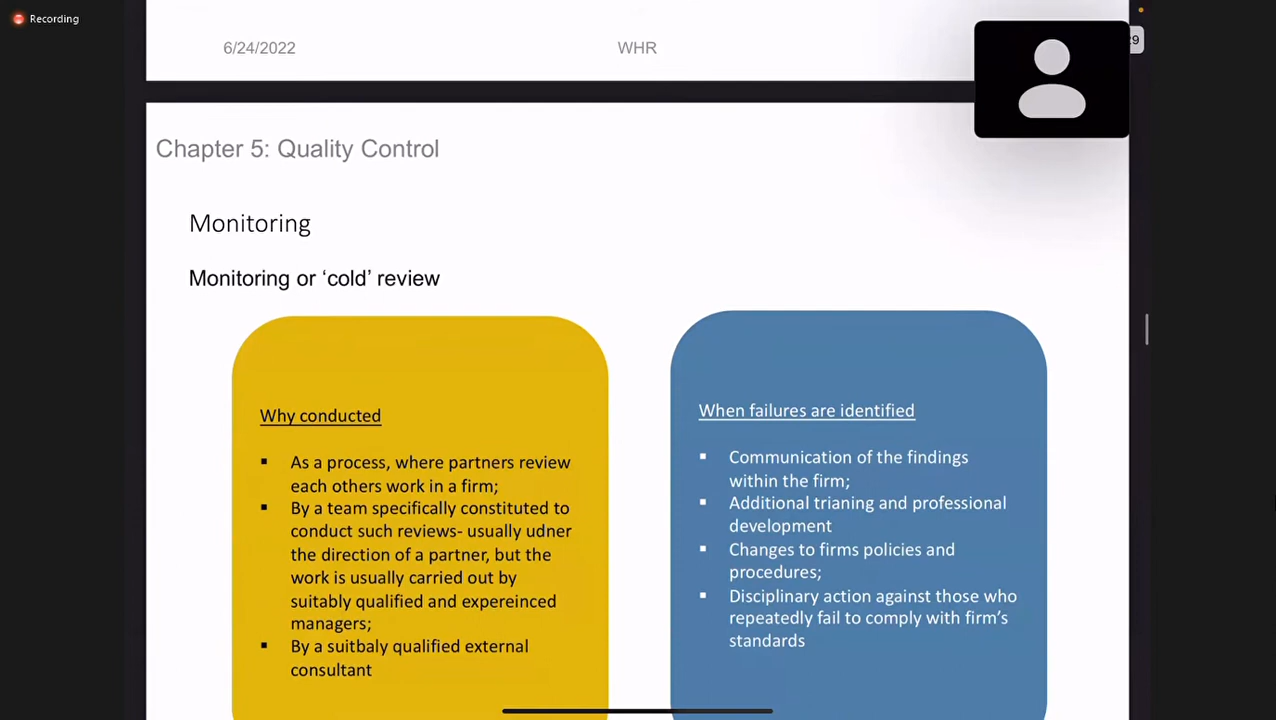 Recording
6/24/2022
WHR
Chapter 5: Quality Control
Monitoring
Monitoring or ‘cold’ review
Why conducted
▪ As a process, where partners review
each others work in a firm;
▪ By a team specifically constituted to
conduct such reviews- usually udner
the direction of a partner, but the
work is usually carried out by
suitably qualified and expereinced
managers;
▪ By a suitbaly qualified external
consultant
When failures are identified
▪ Communication of the findings
within the firm;
▪ Additional trianing and professional
development
▪ Changes to firms policies and
procedures;
▪ Disciplinary action against those who
repeatedly fail to comply with firm’s
standards